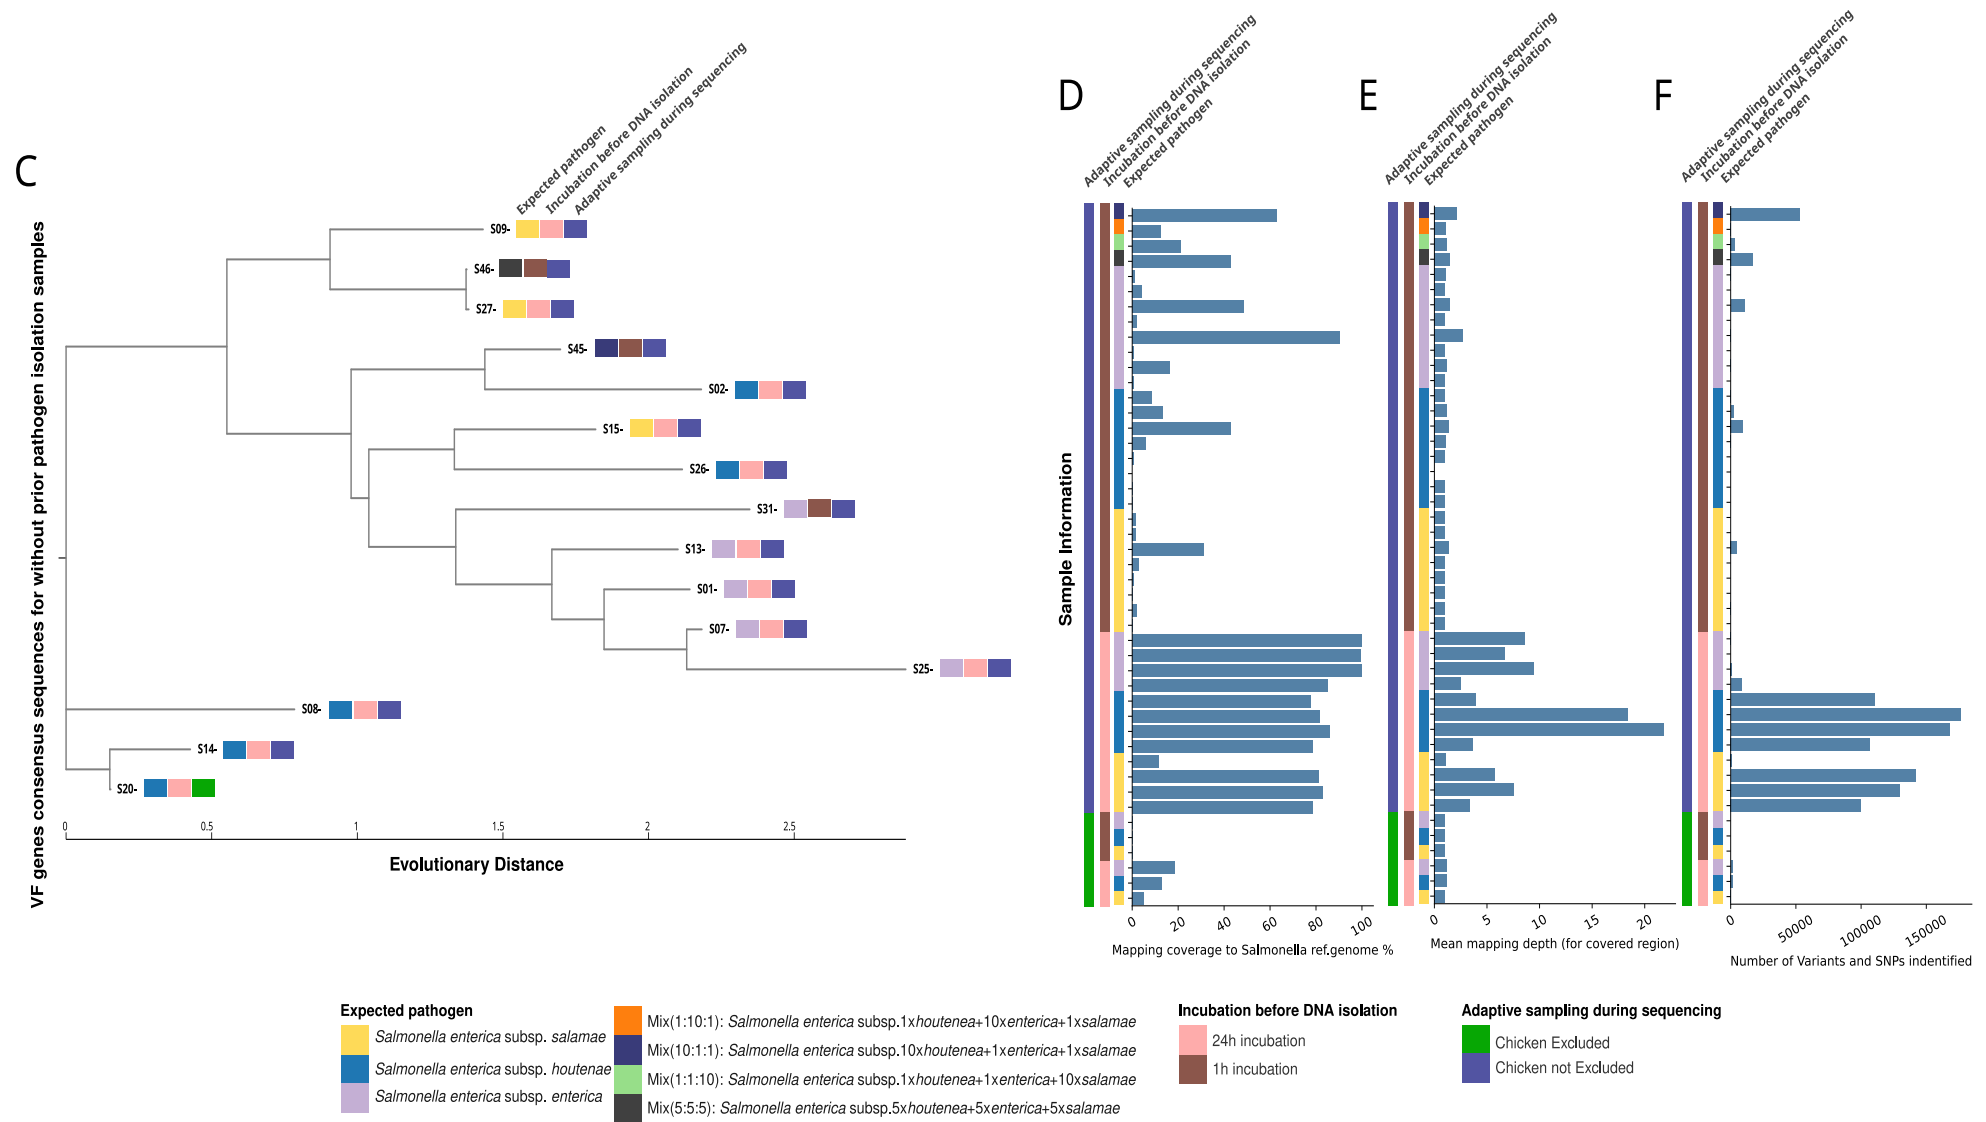 C
VF genes consensus sequences for without prior pathogen isolation samples
Expected pathogen
Incubation before DNA isolation
Adaptive sampling during sequencing
S09-
S46-
S27-
S45-
S02-
S15-
S26-
S31-
S13-
S01-
S07-
S25-
S08-
S14-
S20-
0 0.5 1 1.5 2 2.5
Evolutionary Distance
D
Adaptive sampling during sequencing
Incubation before DNA isolation
Expected pathogen
Sample Information
0 20 40 60 80 100
Mapping coverage to Salmonella ref.genome %
E
Adaptive sampling during sequencing
Incubation before DNA isolation
Expected pathogen
0 5 10 15 20
Mean mapping depth (for covered region)
F
Adaptive sampling during sequencing
Incubation before DNA isolation
Expected pathogen
0 50000 100000 150000
Number of Variants and SNPs indentified
Expected pathogen
Salmonella enterica subsp. salamae
Salmonella enterica subsp. houtenae
Salmonella enterica subsp. enterica
Mix(1:10:1): Salmonella enterica subsp.1xhoutenea+10xenterica+1xsalamae
Mix(10:1:1): Salmonella enterica subsp.10xhoutenea+1xenterica+1xsalamae
Mix(1:1:10): Salmonella enterica subsp.1xhoutenea+1xenterica+10xsalamae
Mix(5:5:5): Salmonella enterica subsp.5xhoutenea+5xenterica+5xsalamae
Incubation before DNA isolation
24h incubation
1h incubation
Adaptive sampling during sequencing
Chicken Excluded
Chicken not Excluded